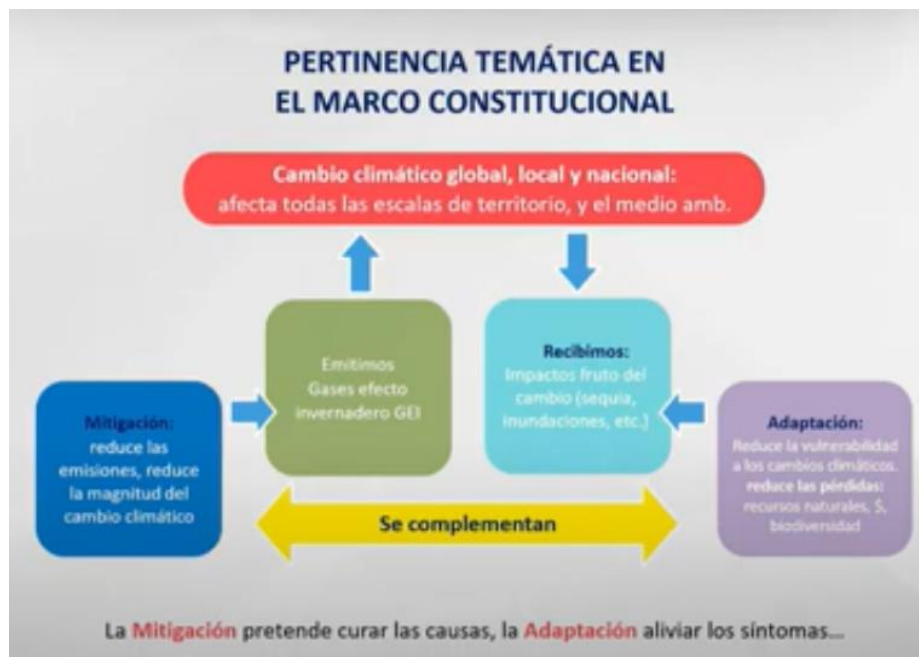 PERTINENCIA TEMÁTICA EN
EL MARCO CONSTITUCIONAL
Cambio climático global, local y nacional:
afecta todas las escalas de territorio, y el medio amb.
Emitimos
Gases efecto
invernadero GEI
Recibimos:
Impactos fruto del
cambio (sequia,
inundaciones, etc.)
Mitigación:
reduce las
emisiones, reduce
la magnitud del
cambio climático
Adaptación:
Reduce la vulnerabilidad
a los cambios climáticos.
reduce las pérdidas:
recursos naturales, $,
biodiversidad
Se complementan
La Mitigación pretende curar las causas, la Adaptación aliviar los síntomas...